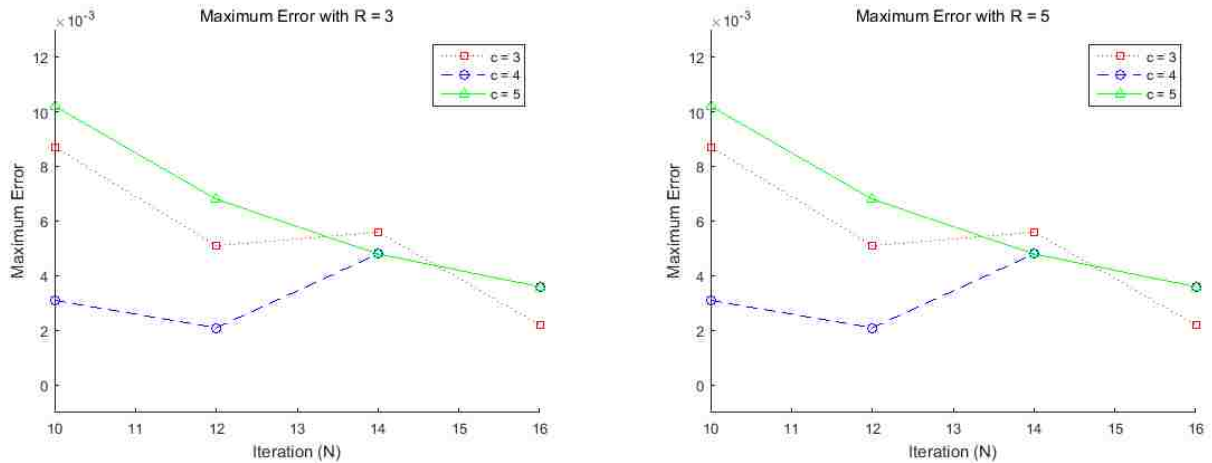 Maximum Error with R = 3
×10⁻³
12
10
8
6
4
2
0
Maximum Error
10 11 12 13 14 15 16
Iteration (N)
c = 3
c = 4
c = 5
Maximum Error with R = 5
×10⁻³
12
10
8
6
4
2
0
Maximum Error
10 11 12 13 14 15 16
Iteration (N)
c = 3
c = 4
c = 5